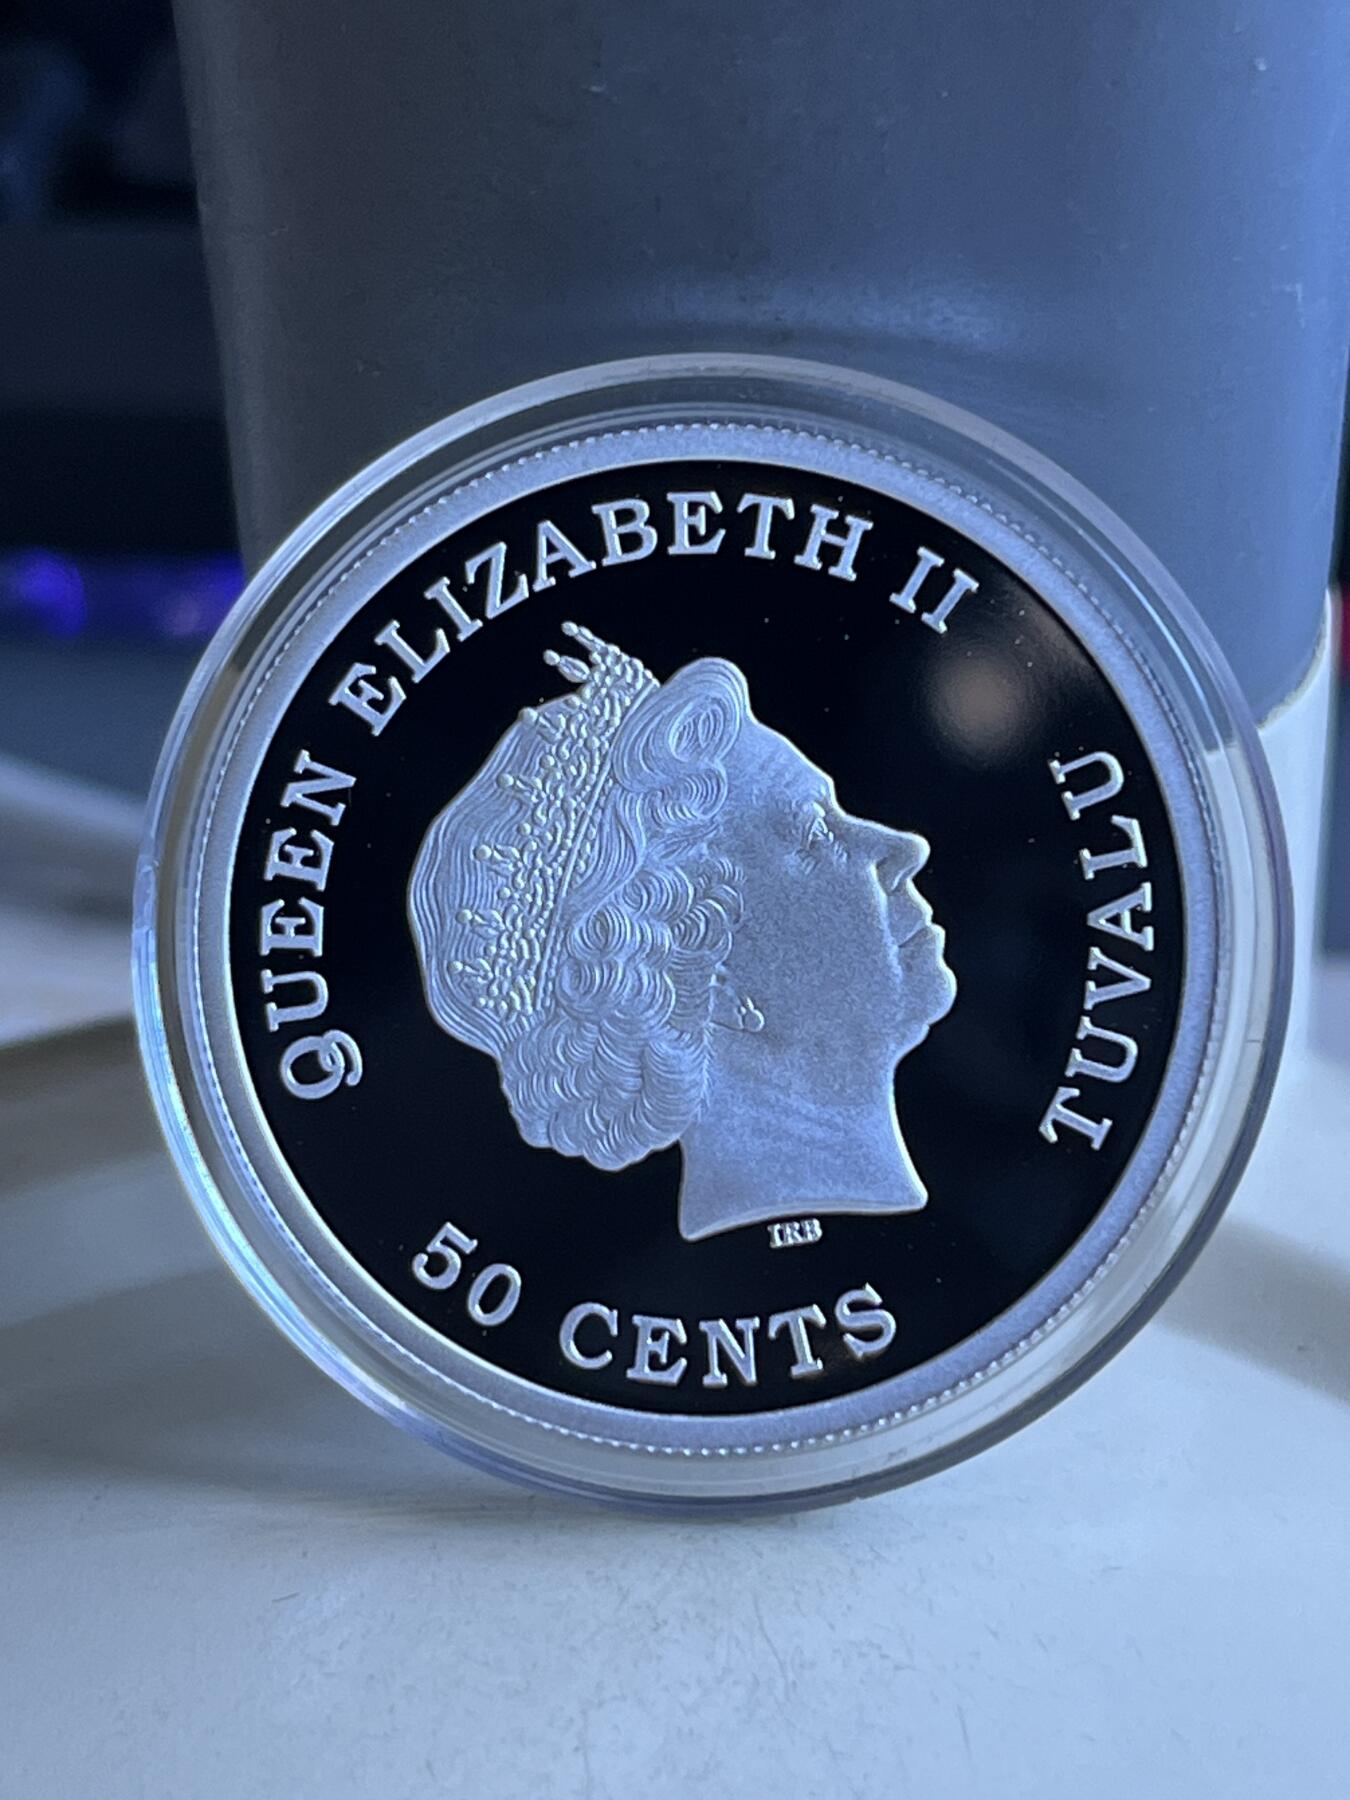 QUEEN ELIZABETH II
TUVALU
IRB
50 CENTS